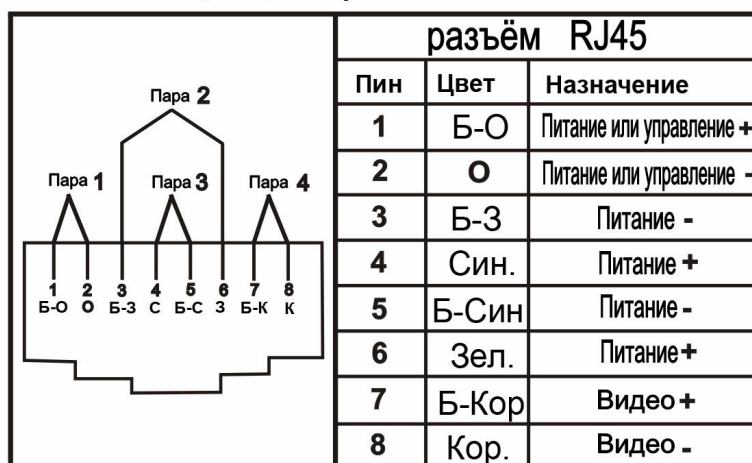 разъём RJ45
Пин Цвет Назначение
1 Б-О Питание или управление +
2 О Питание или управление -
3 Б-З Питание -
4 Син. Питание +
5 Б-Син Питание -
6 Зел. Питание+
7 Б-Кор Видео+
8 Кор. Видео -
Пара 2
Пара 1 Пара 3 Пара 4
1 2 3 4 5 6 7 8
Б-О О Б-З С Б-С З Б-К К